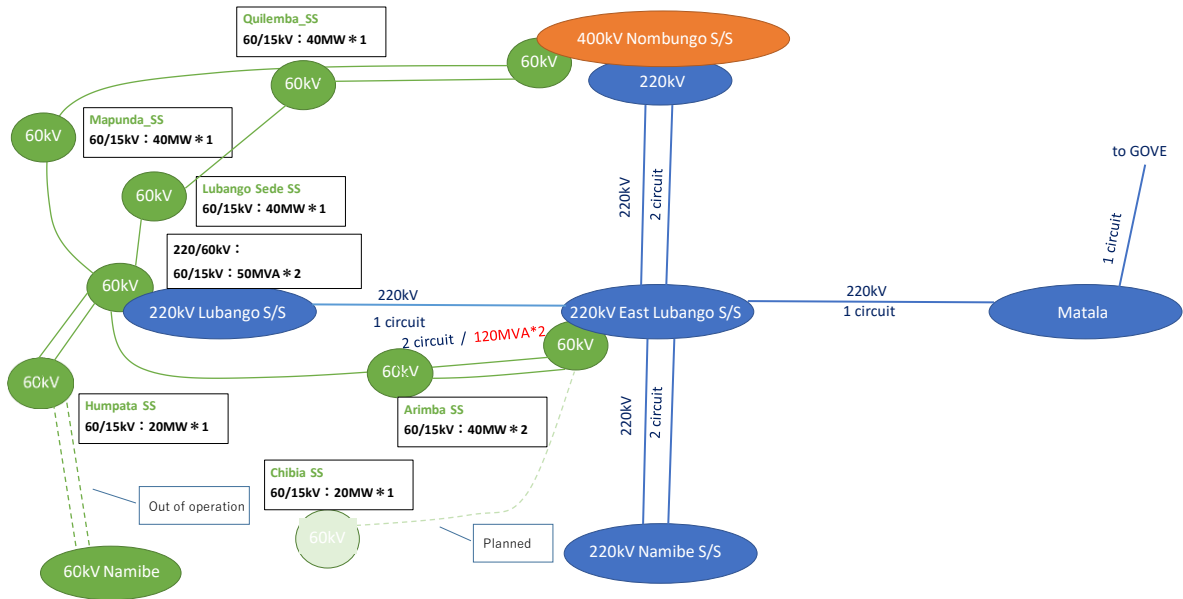 Quilemba_SS
60/15kV：40MW＊1
400kV Nombungo S/S
60kV
60kV
220kV
Mapunda_SS
60/15kV：40MW＊1
60kV
to GOVE
60kV
Lubango Sede SS
60/15kV：40MW＊1
220kV
2 circuit
1 circuit
220/60kV：
60/15kV：50MVA＊2
60kV
220kV Lubango S/S
220kV
1 circuit
2 circuit / 120MVA*2
220kV East Lubango S/S
60kV
220kV
1 circuit
Matala
60kV
60kV
Humpata SS
60/15kV：20MW＊1
Arimba SS
60/15kV：40MW＊2
220kV
2 circuit
Chibia SS
60/15kV：20MW＊1
Out of operation
60kV
Planned
220kV Namibe S/S
60kV Namibe